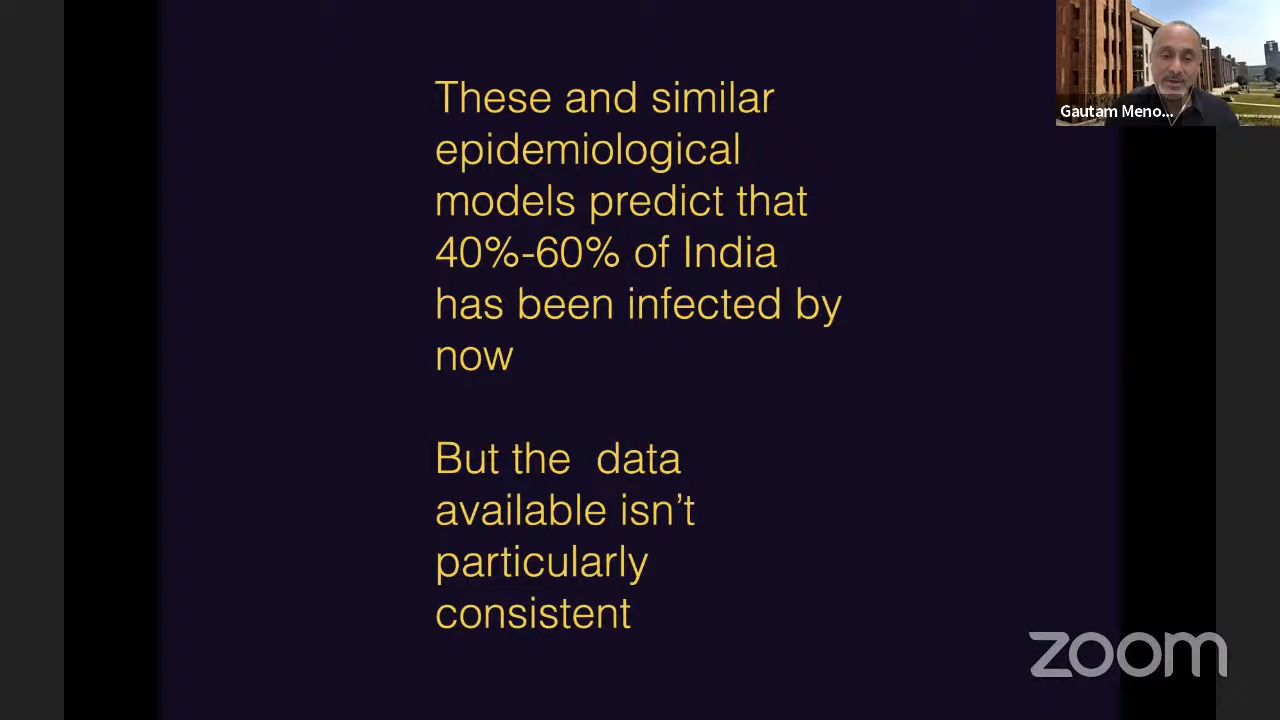 These and similar
epidemiological
models predict that
40%-60% of India
has been infected by
now
But the  data
available isn’t
particularly
consistent
Gautam Meno...
zoom